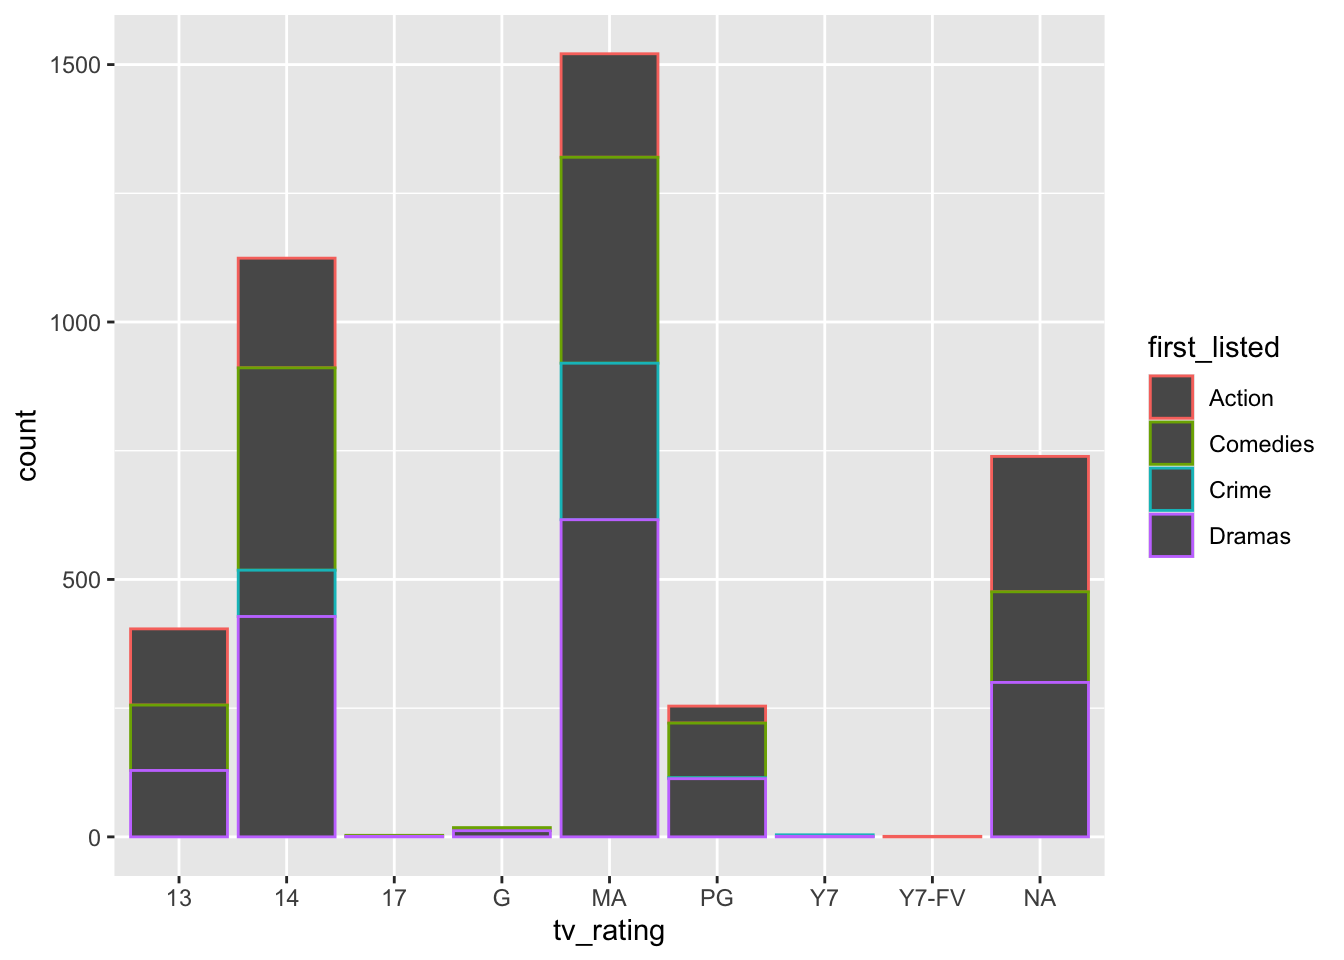 1500
1000
500
0
count
13 14 17 G MA PG Y7 Y7-FV NA
tv_rating
first_listed
Action
Comedies
Crime
Dramas